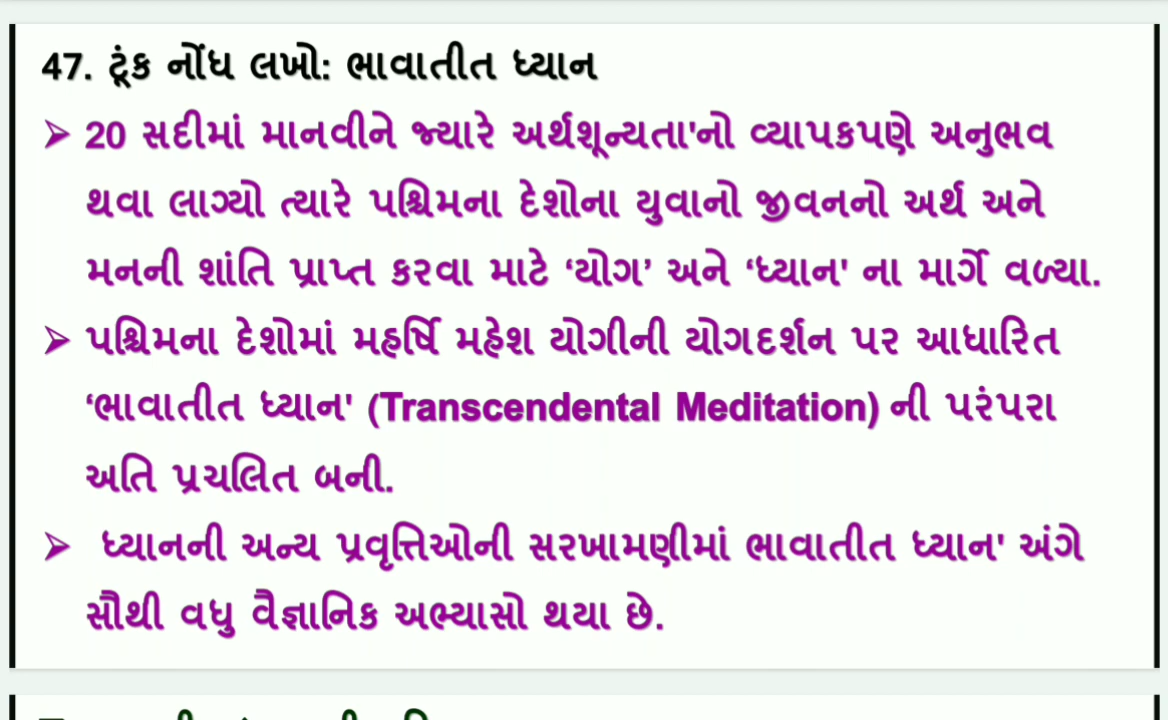 47. ટૂંક નોંધ લખો: ભાવાતીત ધ્યાન
➢ 20 સદીમાં માનવીને જ્યારે અર્થશૂન્યતા'નો વ્યાપકપણે અનુભવ
થવા લાગ્યો ત્યારે પશ્ચિમના દેશોના યુવાનો જીવનનો અર્થ અને
મનની શાંતિ પ્રાપ્ત કરવા માટે ‘યોગ’ અને ‘ધ્યાન' ના માર્ગે વળ્યા.
➢ પશ્ચિમના દેશોમાં મહર્ષિ મહેશ યોગીની યોગદર્શન પર આધારિત
‘ભાવાતીત ધ્યાન' (Transcendental Meditation) ની પરંપરા
અતિ પ્રચલિત બની.
➢ ધ્યાનની અન્ય પ્રવૃત્તિઓની સરખામણીમાં ભાવાતીત ધ્યાન' અંગે
સૌથી વધુ વૈજ્ઞાનિક અભ્યાસો થયા છે.